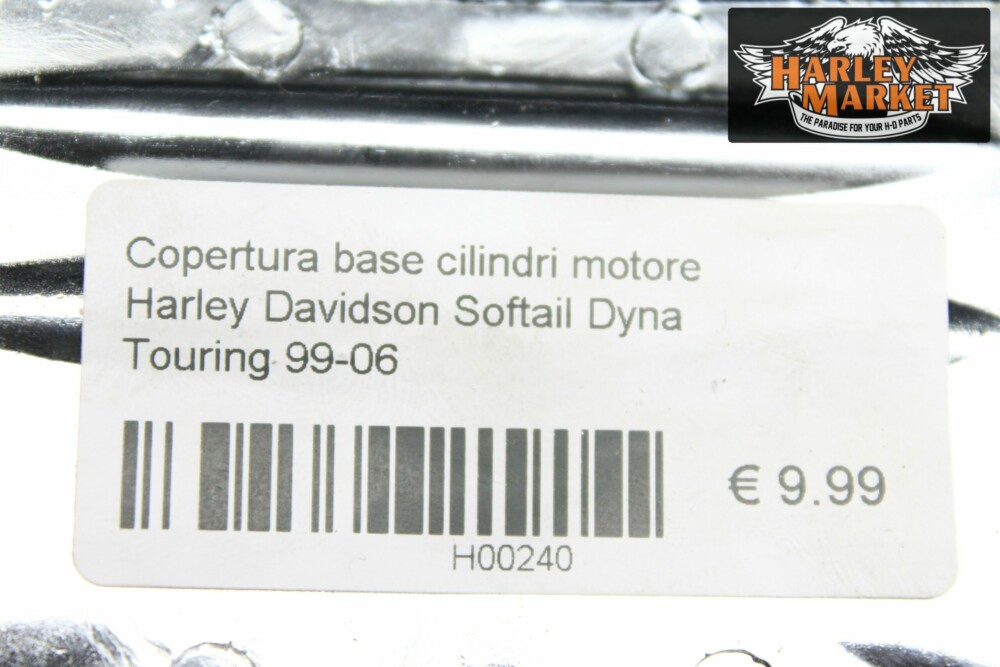 HARLEY
MARKET
THE PARADISE FOR YOUR H-D PARTS
Copertura base cilindri motore
Harley Davidson Softail Dyna
Touring 99-06
€ 9.99
H00240